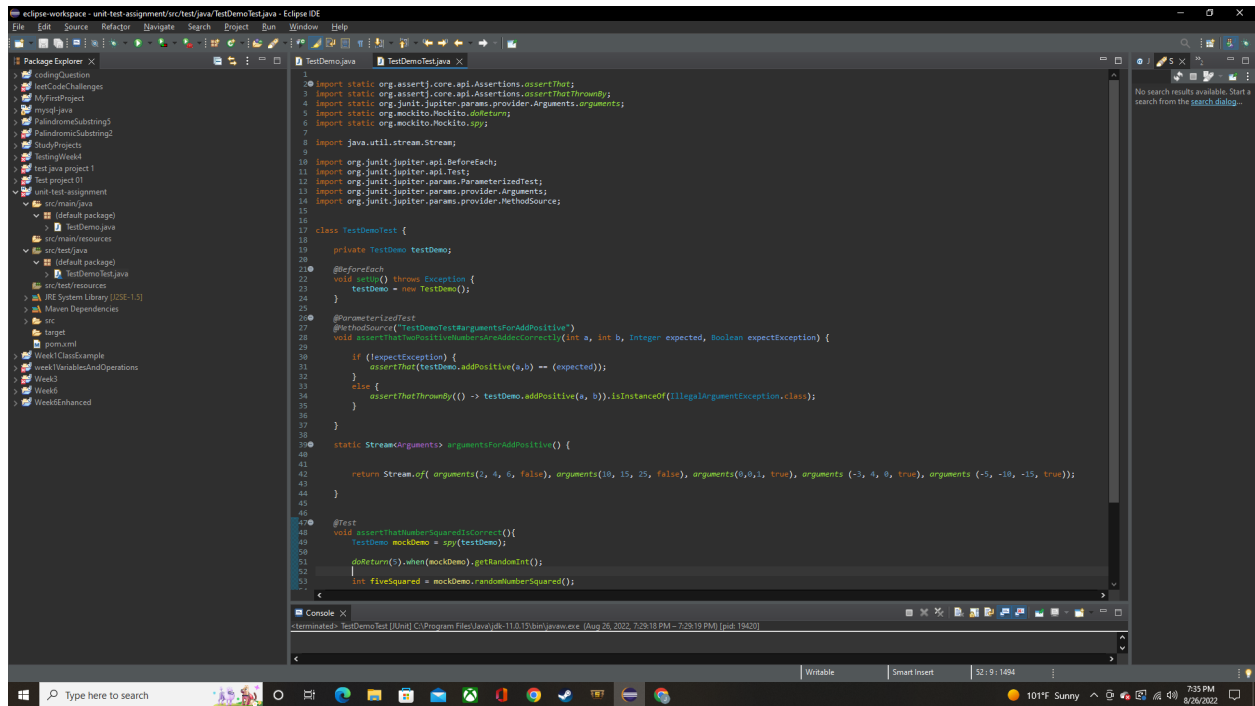 eclipse-workspace - unit-test-assignment/src/test/java/TestDemoTest.java - Eclipse IDE
File Edit Source Refactor Navigate Search Project Run Window Help
Package Explorer
codingQuestion
leetCodeChallenges
MyFirstProject
mysql-java
PalindromeSubstring5
PalindromicSubstring2
StudyProjects
TestingWeek4
test java project 1
Test project 01
unit-test-assignment
src/main/java
(default package)
TestDemo.java
src/main/resources
src/test/java
(default package)
TestDemoTest.java
src/test/resources
JRE System Library [J2SE-1.5]
Maven Dependencies
src
target
pom.xml
Week1ClassExample
week1VariablesAndOperations
Week3
Week6
Week6Enhanced
TestDemo.java TestDemoTest.java
1
2 import static org.assertj.core.api.Assertions.assertThat;
3 import static org.assertj.core.api.Assertions.assertThatThrownBy;
4 import static org.junit.jupiter.params.provider.Arguments.arguments;
5 import static org.mockito.Mockito.doReturn;
6 import static org.mockito.Mockito.spy;
7
8 import java.util.stream.Stream;
9
10 import org.junit.jupiter.api.BeforeEach;
11 import org.junit.jupiter.api.Test;
12 import org.junit.jupiter.params.ParameterizedTest;
13 import org.junit.jupiter.params.provider.Arguments;
14 import org.junit.jupiter.params.provider.MethodSource;
15
16
17 class TestDemoTest {
18
19 private TestDemo testDemo;
20
21 @BeforeEach
22 void setUp() throws Exception {
23 testDemo = new TestDemo();
24 }
25
26 @ParameterizedTest
27 @MethodSource("TestDemoTest#argumentsForAddPositive")
28 void assertThatTwoPositiveNumbersAreAddecCorrectly(int a, int b, Integer expected, Boolean expectException) {
29
30 if (!expectException) {
31 assertThat(testDemo.addPositive(a,b) == (expected));
32 }
33 else {
34 assertThatThrownBy(() -> testDemo.addPositive(a, b)).isInstanceOf(IllegalArgumentException.class);
35 }
36
37 }
38
39 static Stream<Arguments> argumentsForAddPositive() {
40
41
42 return Stream.of( arguments(2, 4, 6, false), arguments(10, 15, 25, false), arguments(0,0,1, true), arguments (-3, 4, 0, true), arguments (-5, -10, -15, true));
43
44 }
45
46
47 @Test
48 void assertThatNumberSquaredIsCorrect(){
49 TestDemo mockDemo = spy(testDemo);
50
51 doReturn(5).when(mockDemo).getRandomInt();
52
53 int fiveSquared = mockDemo.randomNumberSquared();
No search results available. Start a
search from the search dialog...
Console
<terminated> TestDemoTest [JUnit] C:\Program Files\Java\jdk-11.0.15\bin\javaw.exe (Aug 26, 2022, 7:29:18 PM – 7:29:19 PM) [pid: 19420]
Writable Smart Insert 52 : 9 : 1494
Type here to search
101°F Sunny
7:35 PM
8/26/2022